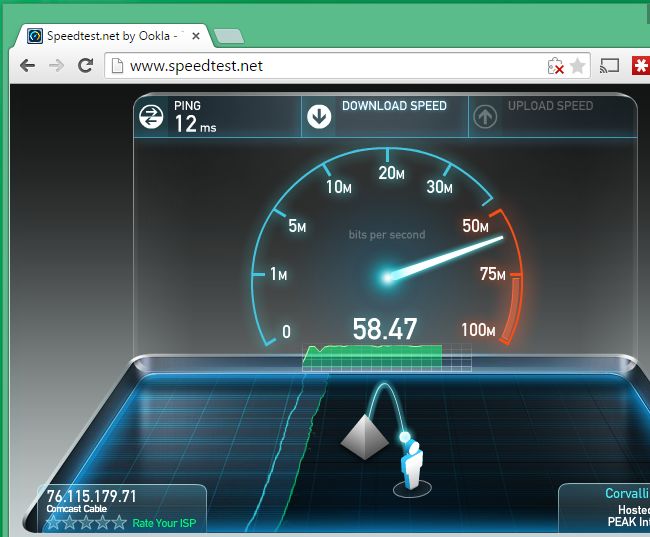 Speedtest.net by Ookla -
www.speedtest.net
PING
12 ms
DOWNLOAD SPEED
UPLOAD SPEED
20M
10M
30M
5M
50M
bits per second
1M
75M
0
58.47
100M
76.115.179.71
Comcast Cable
Rate Your ISP
Corvalli
Hosted
PEAK Int